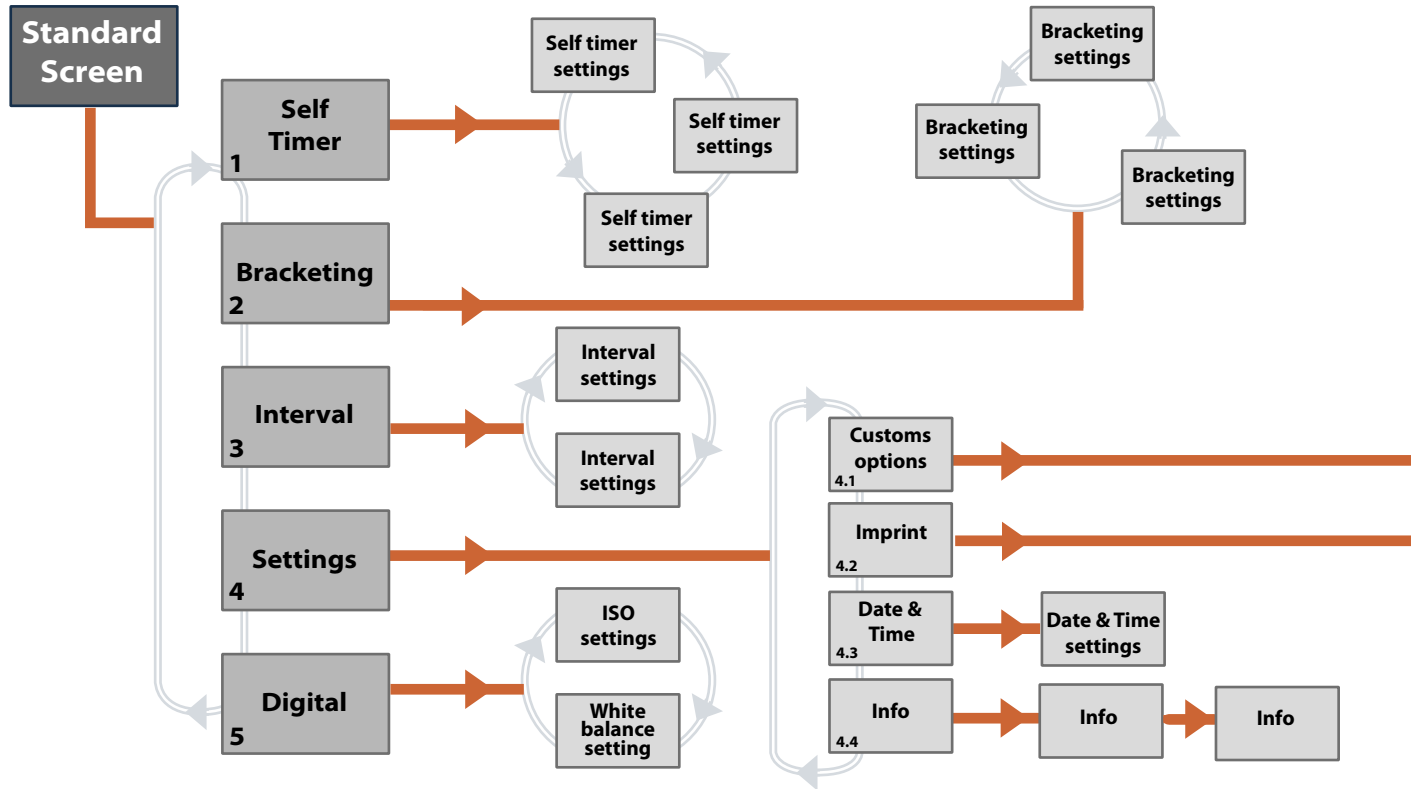 Standard
Screen
Self
Timer
1
Self timer
settings
Self timer
settings
Self timer
settings
Bracketing
settings
Bracketing
settings
Bracketing
settings
Bracketing
2
Interval
3
Interval
settings
Interval
settings
Settings
4
Customs
options
4.1
Imprint
4.2
Date &
Time
4.3
Date & Time
settings
Info
4.4
Info
Info
Digital
5
ISO
settings
White
balance
setting